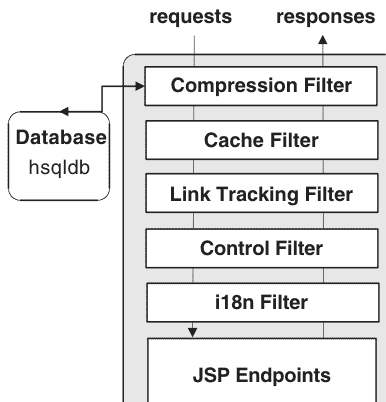 requests responses
Compression Filter
Database
hsqldb
Cache Filter
Link Tracking Filter
Control Filter
i18n Filter
JSP Endpoints